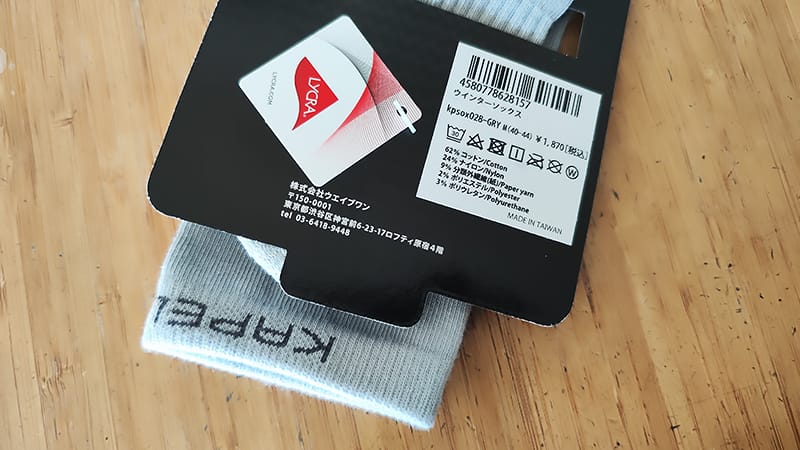 LYCRA
LYCRA.COM
4580778628157
ウインターソックス
kpsox028-GRY M(40-44) ￥1,870[税込]
30
W
62% コットン/Cotton
24% ナイロン/Nylon
9% 分類外繊維(紙)/Paper yarn
2% ポリエステル/Polyester
3% ポリウレタン/Polyurethane
MADE IN TAIWAN
株式会社ウエイブワン
〒150-0001
東京都渋谷区神宮前6-23-17ロフティ原宿4階
tel 03-6418-9448
KAPE